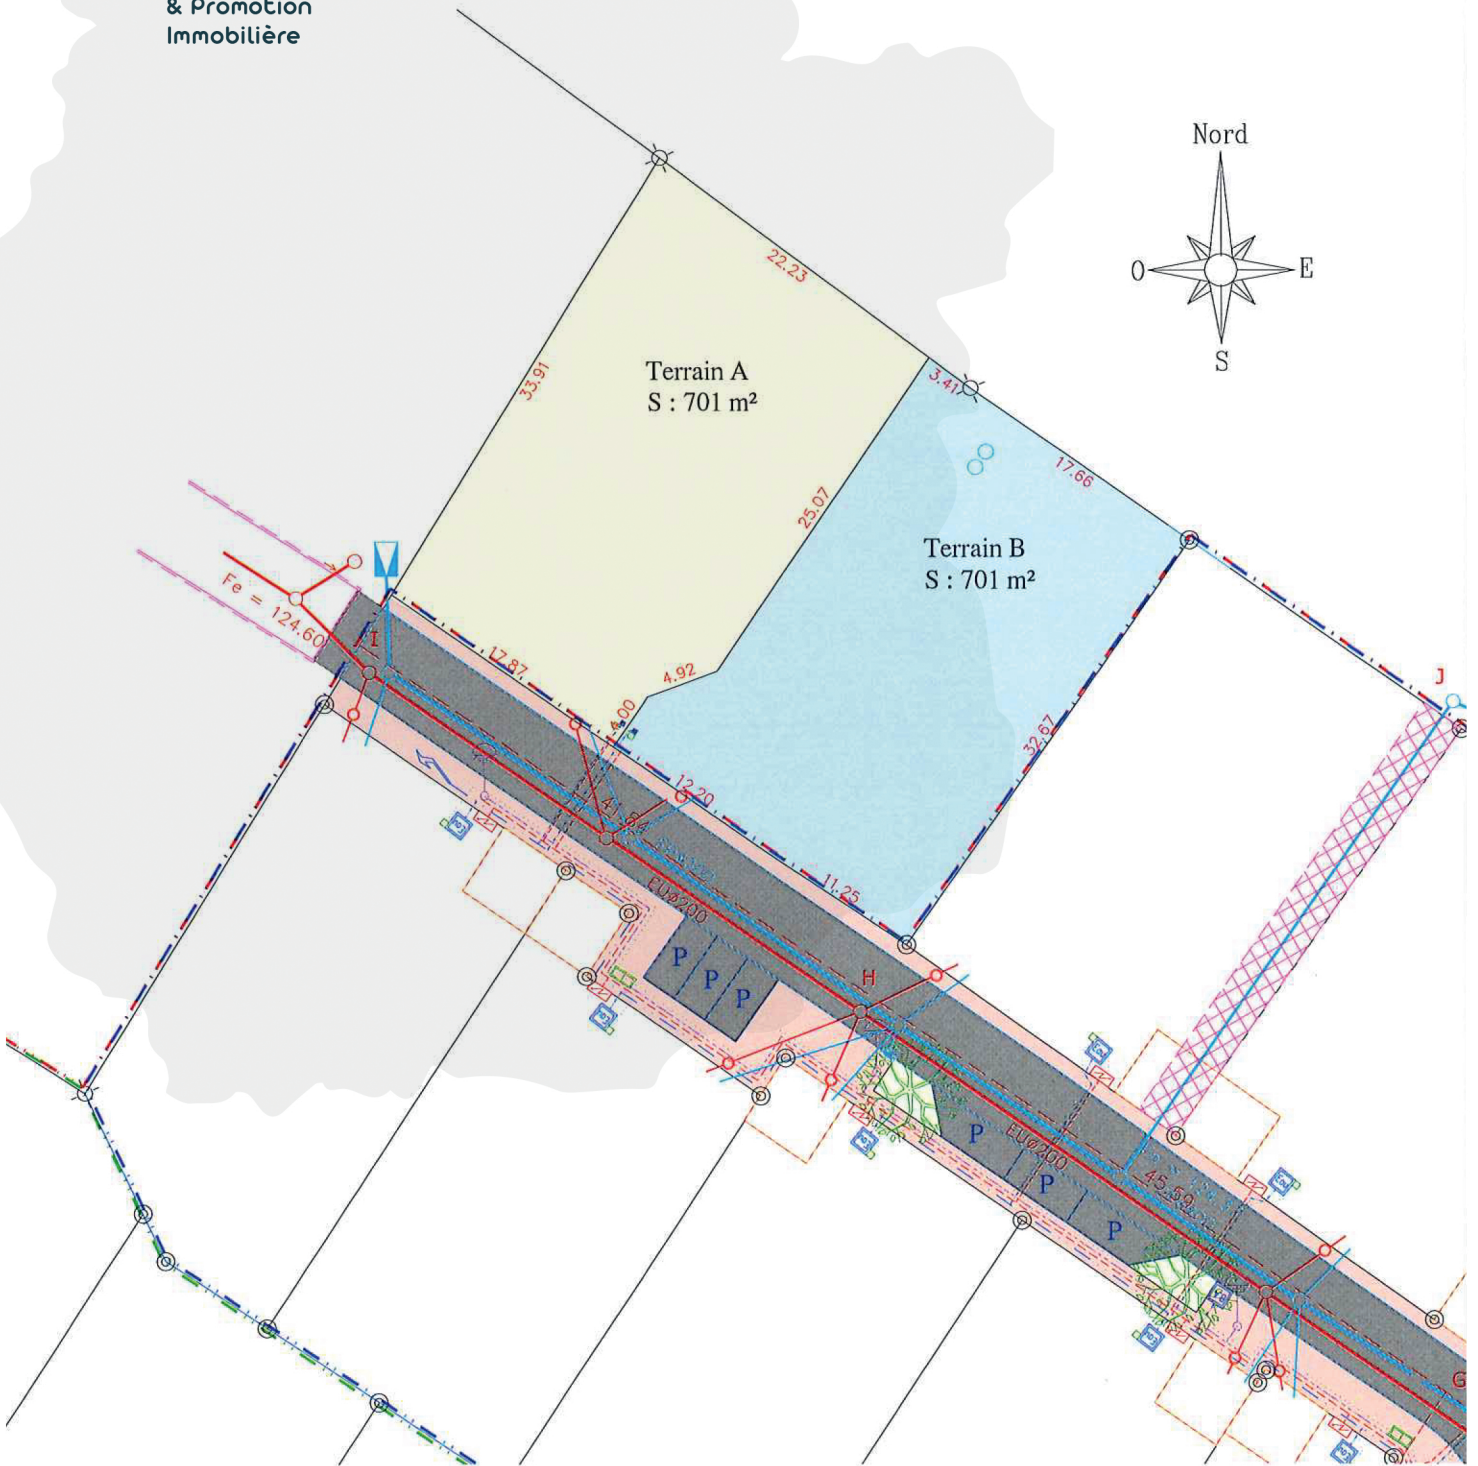 & Promotion
Immobilière
Nord
O
E
S
22.23
33.91
Terrain A
S : 701 m²
3.41
17.66
25.07
Terrain B
S : 701 m²
Fe = 124.60
I
17.87
4.92
4.00
32.67
J
12.20
41.64
EUø200
11.25
H
P
P
P
P
EUø200
P
45.59
P
G